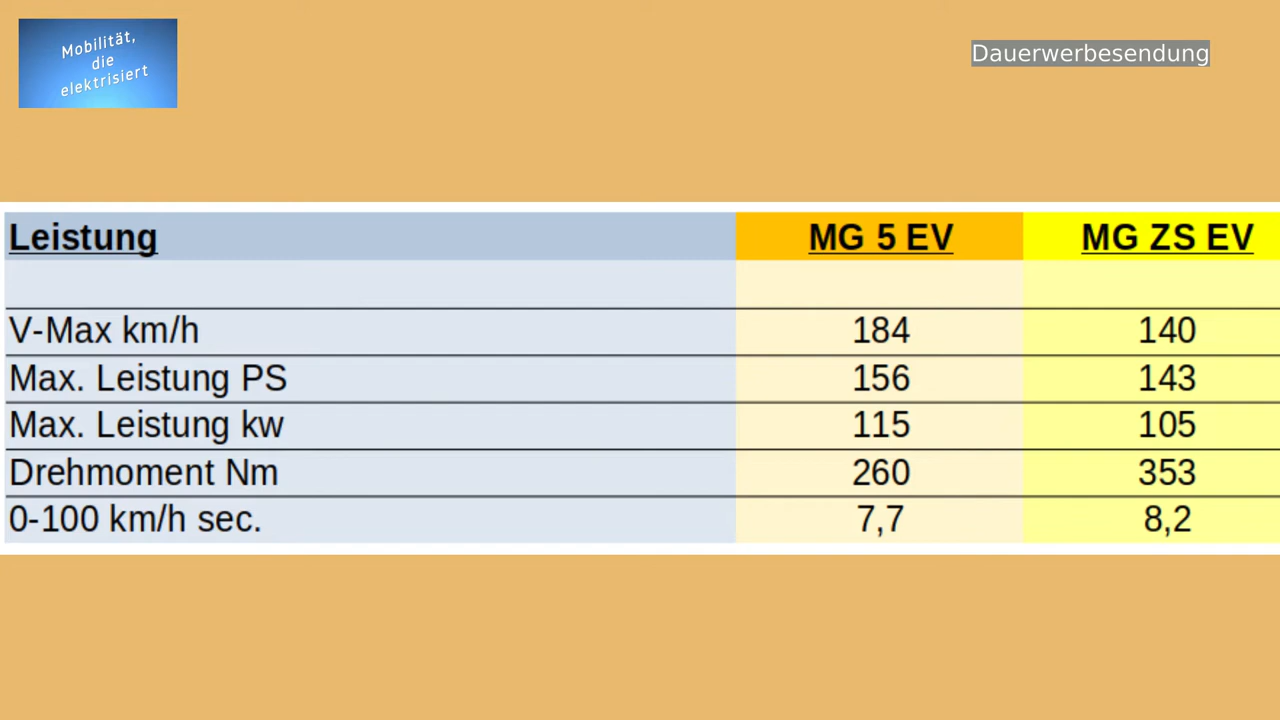 Mobilität,
die
elektrisiert
Dauerwerbesendung
Leistung MG 5 EV MG ZS EV
V-Max km/h 184 140
Max. Leistung PS 156 143
Max. Leistung kw 115 105
Drehmoment Nm 260 353
0-100 km/h sec. 7,7 8,2